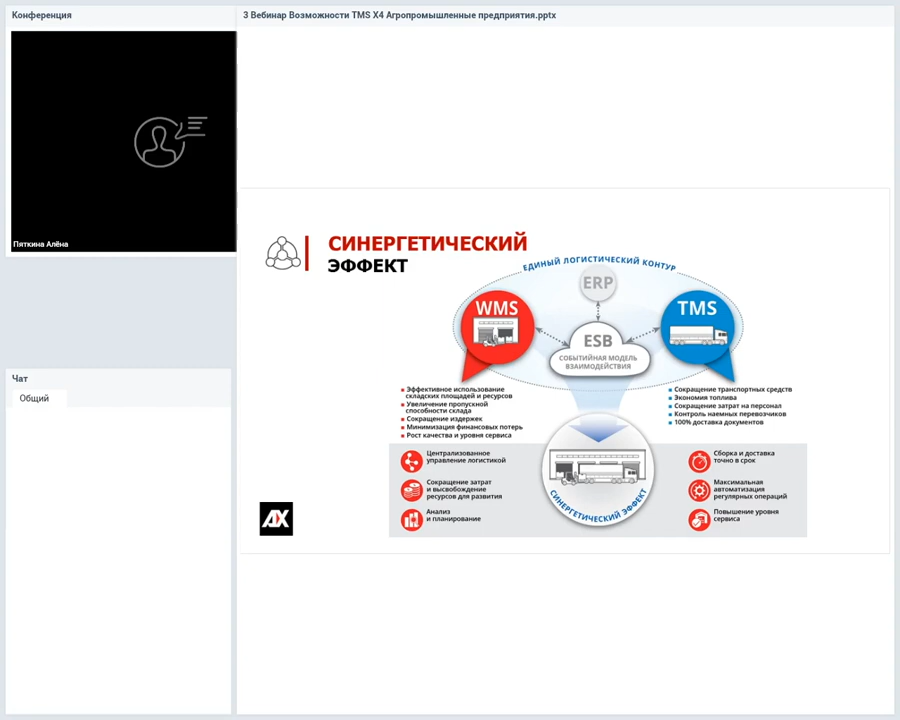 Конференция
3 Вебинар Возможности TMS X4 Агропромышленные предприятия.pptx
Пяткина Алёна
Чат
Общий
СИНЕРГЕТИЧЕСКИЙ
ЭФФЕКТ
ЕДИНЫЙ ЛОГИСТИЧЕСКИЙ КОНТУР
ERP
WMS
TMS
ESB
СОБЫТИЙНАЯ МОДЕЛЬ
ВЗАИМОДЕЙСТВИЯ
Эффективное использование
складских площадей и ресурсов
Увеличение пропускной
способности склада
Сокращение издержек
Минимизация финансовых потерь
Рост качества и уровня сервиса
Сокращение транспортных средств
Экономия топлива
Сокращение затрат на персонал
Контроль наемных перевозчиков
100% доставка документов
Централизованное
управление логистикой
Сокращение затрат
и высвобождение
ресурсов для развития
Анализ
и планирование
СИНЕРГЕТИЧЕСКИЙ ЭФФЕКТ
Сборка и доставка
точно в срок
Максимальная
автоматизация
регулярных операций
Повышение уровня
сервиса
AX